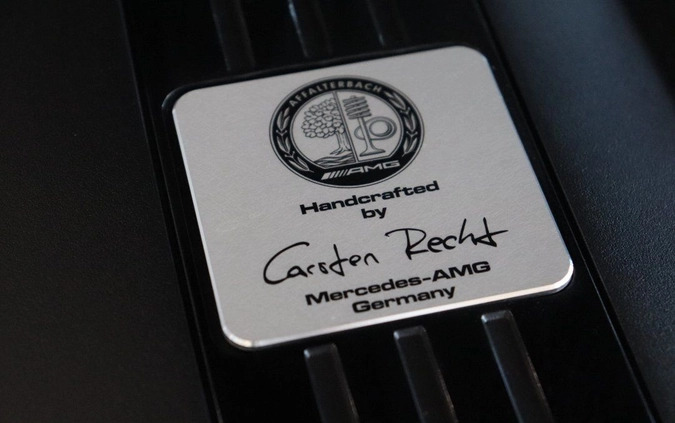 AFFALTERBACH
AMG
Handcrafted
by
Carsten Recht
Mercedes-AMG
Germany